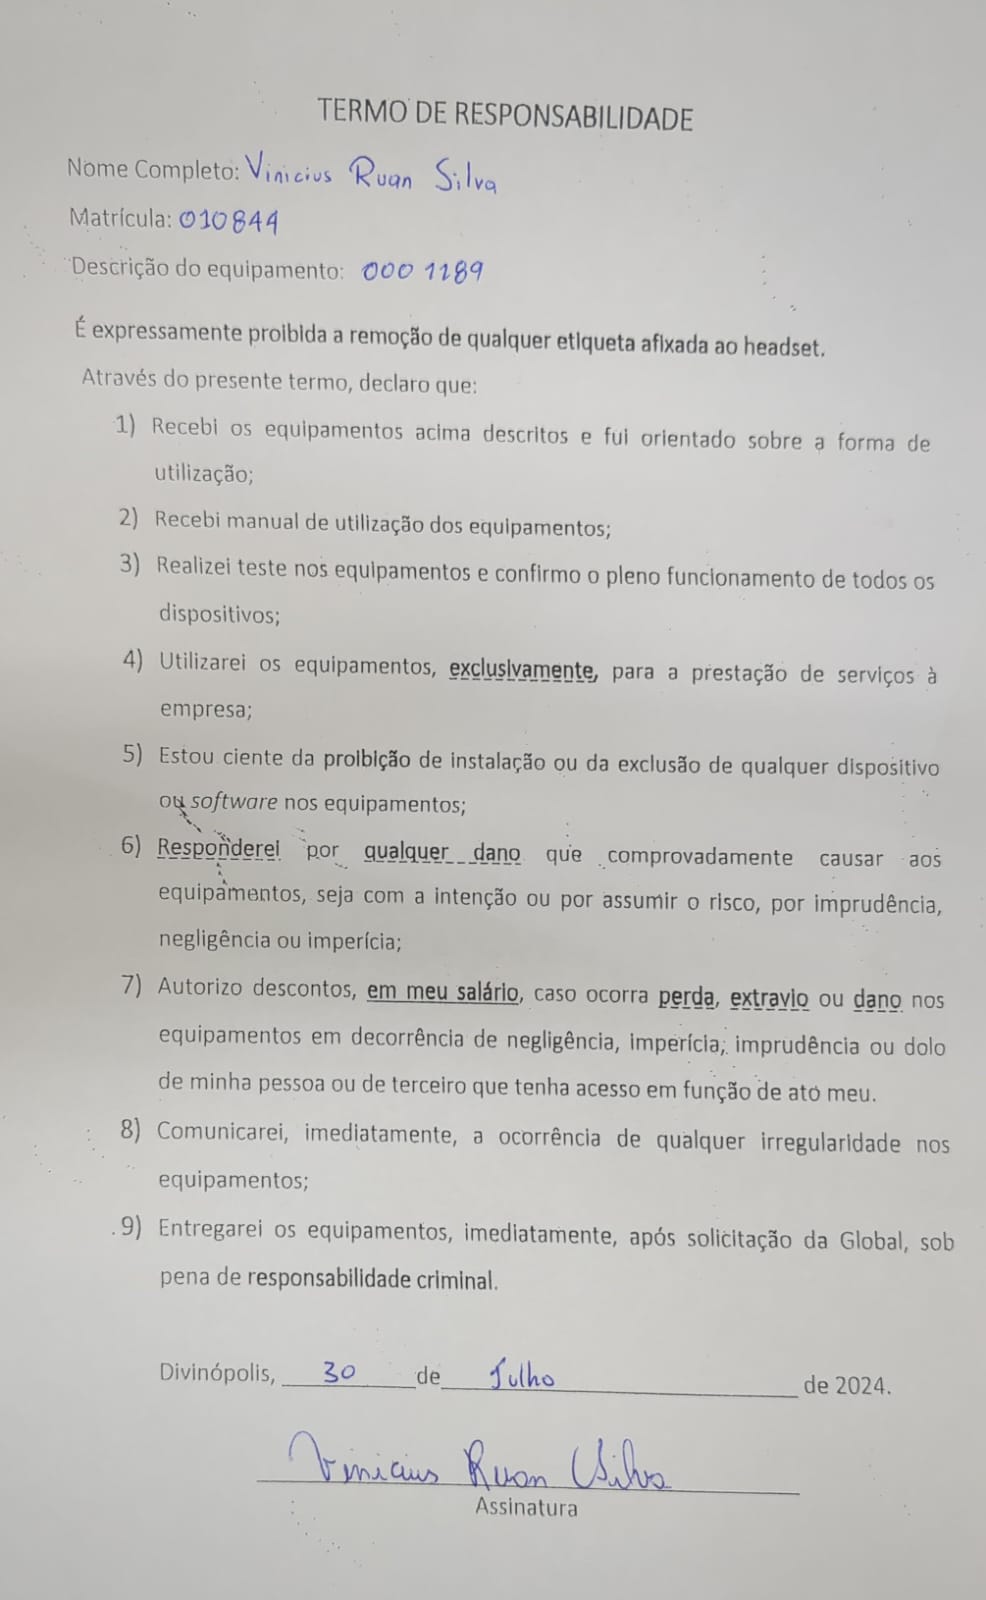 TERMO DE RESPONSABILIDADE
Nome Completo: Vinicius Ruan Silva
Matrícula: 010844
Descrição do equipamento: 000 1189
É expressamente proibida a remoção de qualquer etiqueta afixada ao headset.
Através do presente termo, declaro que:
1) Recebi os equipamentos acima descritos e fui orientado sobre a forma de
utilização;
2) Recebi manual de utilização dos equipamentos;
3) Realizei teste nos equipamentos e confirmo o pleno funcionamento de todos os
dispositivos;
4) Utilizarei os equipamentos, exclusivamente, para a prestação de serviços à
empresa;
5) Estou ciente da proibição de instalação ou da exclusão de qualquer dispositivo
ou software nos equipamentos;
6) Responderei por qualquer dano que comprovadamente causar aos
equipamentos, seja com a intenção ou por assumir o risco, por imprudência,
negligência ou imperícia;
7) Autorizo descontos, em meu salário, caso ocorra perda, extravio ou dano nos
equipamentos em decorrência de negligência, imperícia, imprudência ou dolo
de minha pessoa ou de terceiro que tenha acesso em função de ato meu.
8) Comunicarei, imediatamente, a ocorrência de qualquer irregularidade nos
equipamentos;
9) Entregarei os equipamentos, imediatamente, após solicitação da Global, sob
pena de responsabilidade criminal.
Divinópolis, 30 de Julho de 2024.
Vinicius Ruan Silva
Assinatura